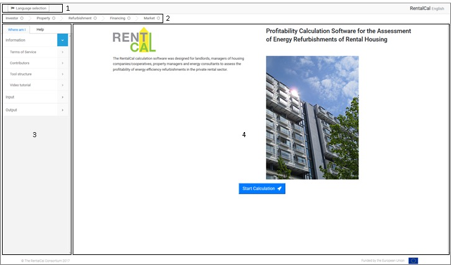 Language selection
1
RentalCal English
Investor
Property
Refurbishment
Financing
Market
2
Where am I
Help
Information
Terms of Service
Contributors
Tool structure
Video tutorial
Input
Output
3
RENTI
CAL
The RentalCal calculation software was designed for landlords, managers of housing
companies/cooperatives, property managers and energy consultants to assess the
profitability of energy efficiency refurbishments in the private rental sector.
Profitability Calculation Software for the Assessment
of Energy Refurbishments of Rental Housing
4
Start Calculation
© The RentalCal Consortium 2017
Funded by the European Union